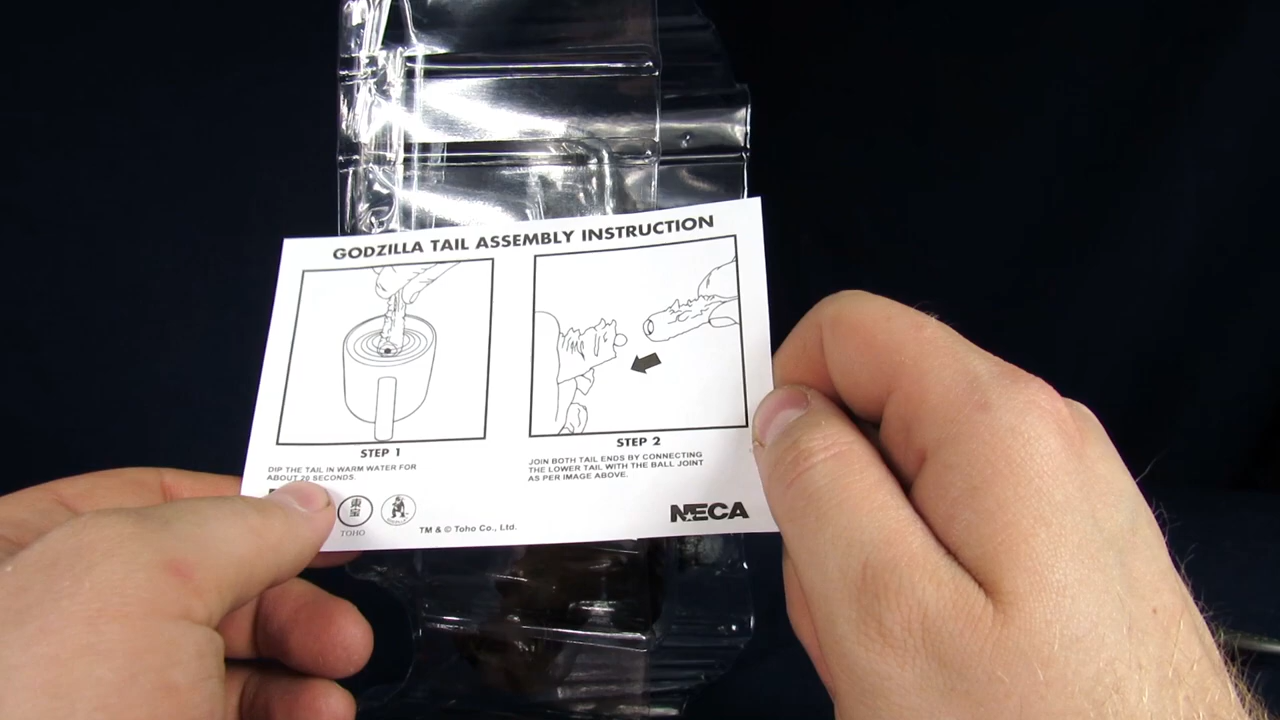 GODZILLA TAIL ASSEMBLY INSTRUCTION
STEP 1
DIP THE TAIL IN WARM WATER FOR
ABOUT 20 SECONDS.
STEP 2
JOIN BOTH TAIL ENDS BY CONNECTING
THE LOWER TAIL WITH THE BALL JOINT
AS PER IMAGE ABOVE.
東宝
TOHO
TM & © Toho Co., Ltd.
NECA